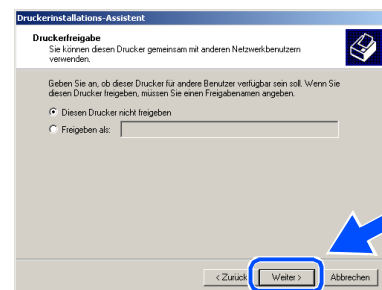 Druckerinstallations-Assistent
Druckerfreigabe
Sie können diesen Drucker gemeinsam mit anderen Netzwerkbenutzern
verwenden.
Geben Sie an, ob dieser Drucker für andere Benutzer verfügbar sein soll. Wenn Sie
diesen Drucker freigeben, müssen Sie einen Freigabenamen angeben.
Diesen Drucker nicht freigeben
Freigeben als:
< Zurück
Weiter >
Abbrechen